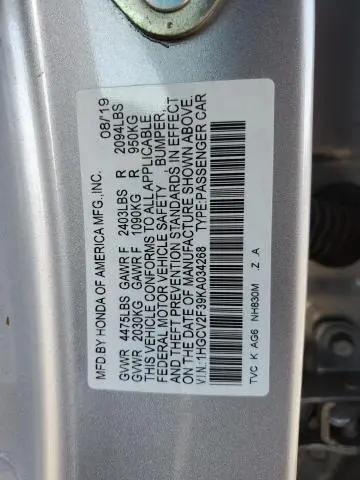 MFD. BY HONDA OF AMERICA MFG.,INC. 08/'19
GVWR 4475LBS GAWR F 2403LBS R 2094LBS
GVWR 2030KG GAWR F 1090KG R 950KG
THIS VEHICLE CONFORMS TO ALL APPLICABLE
FEDERAL MOTOR VEHICLE SAFETY BUMPER,
AND THEFT PREVENTION STANDARDS IN EFFECT
ON THE DATE OF MANUFACTURE SHOWN ABOVE.
V.I.N.:1HGCV2F39KA034268 TYPE:PASSENGER CAR
TVC K AG6 NH830M Z A